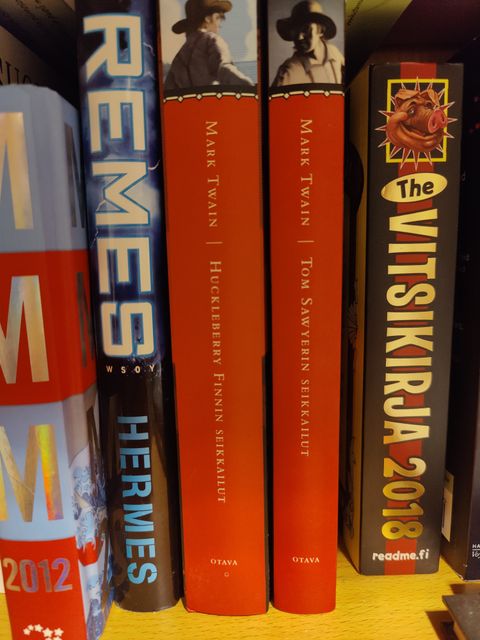 M
M
M
2012
REMES
WSOY
HERMES
MARK TWAIN | HUCKLEBERRY FINNIN SEIKKAILUT
OTAVA
MARK TWAIN | TOM SAWYERIN SEIKKAILUT
OTAVA
The
VITSIKIRJA 2018
readme.fi